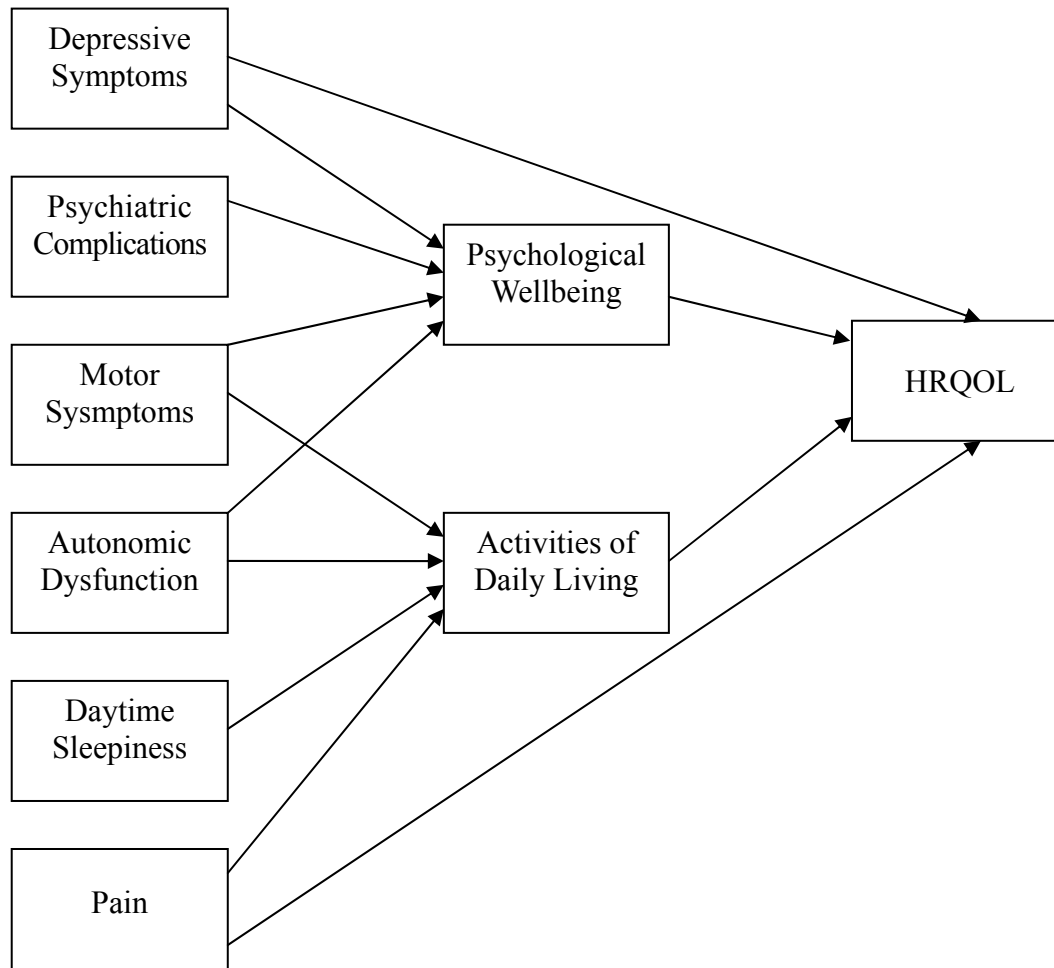 Depressive
Symptoms
Psychiatric
Complications
Psychological
Wellbeing
HRQOL
Motor
Sysmptoms
Autonomic
Dysfunction
Activities of
Daily Living
Daytime
Sleepiness
Pain